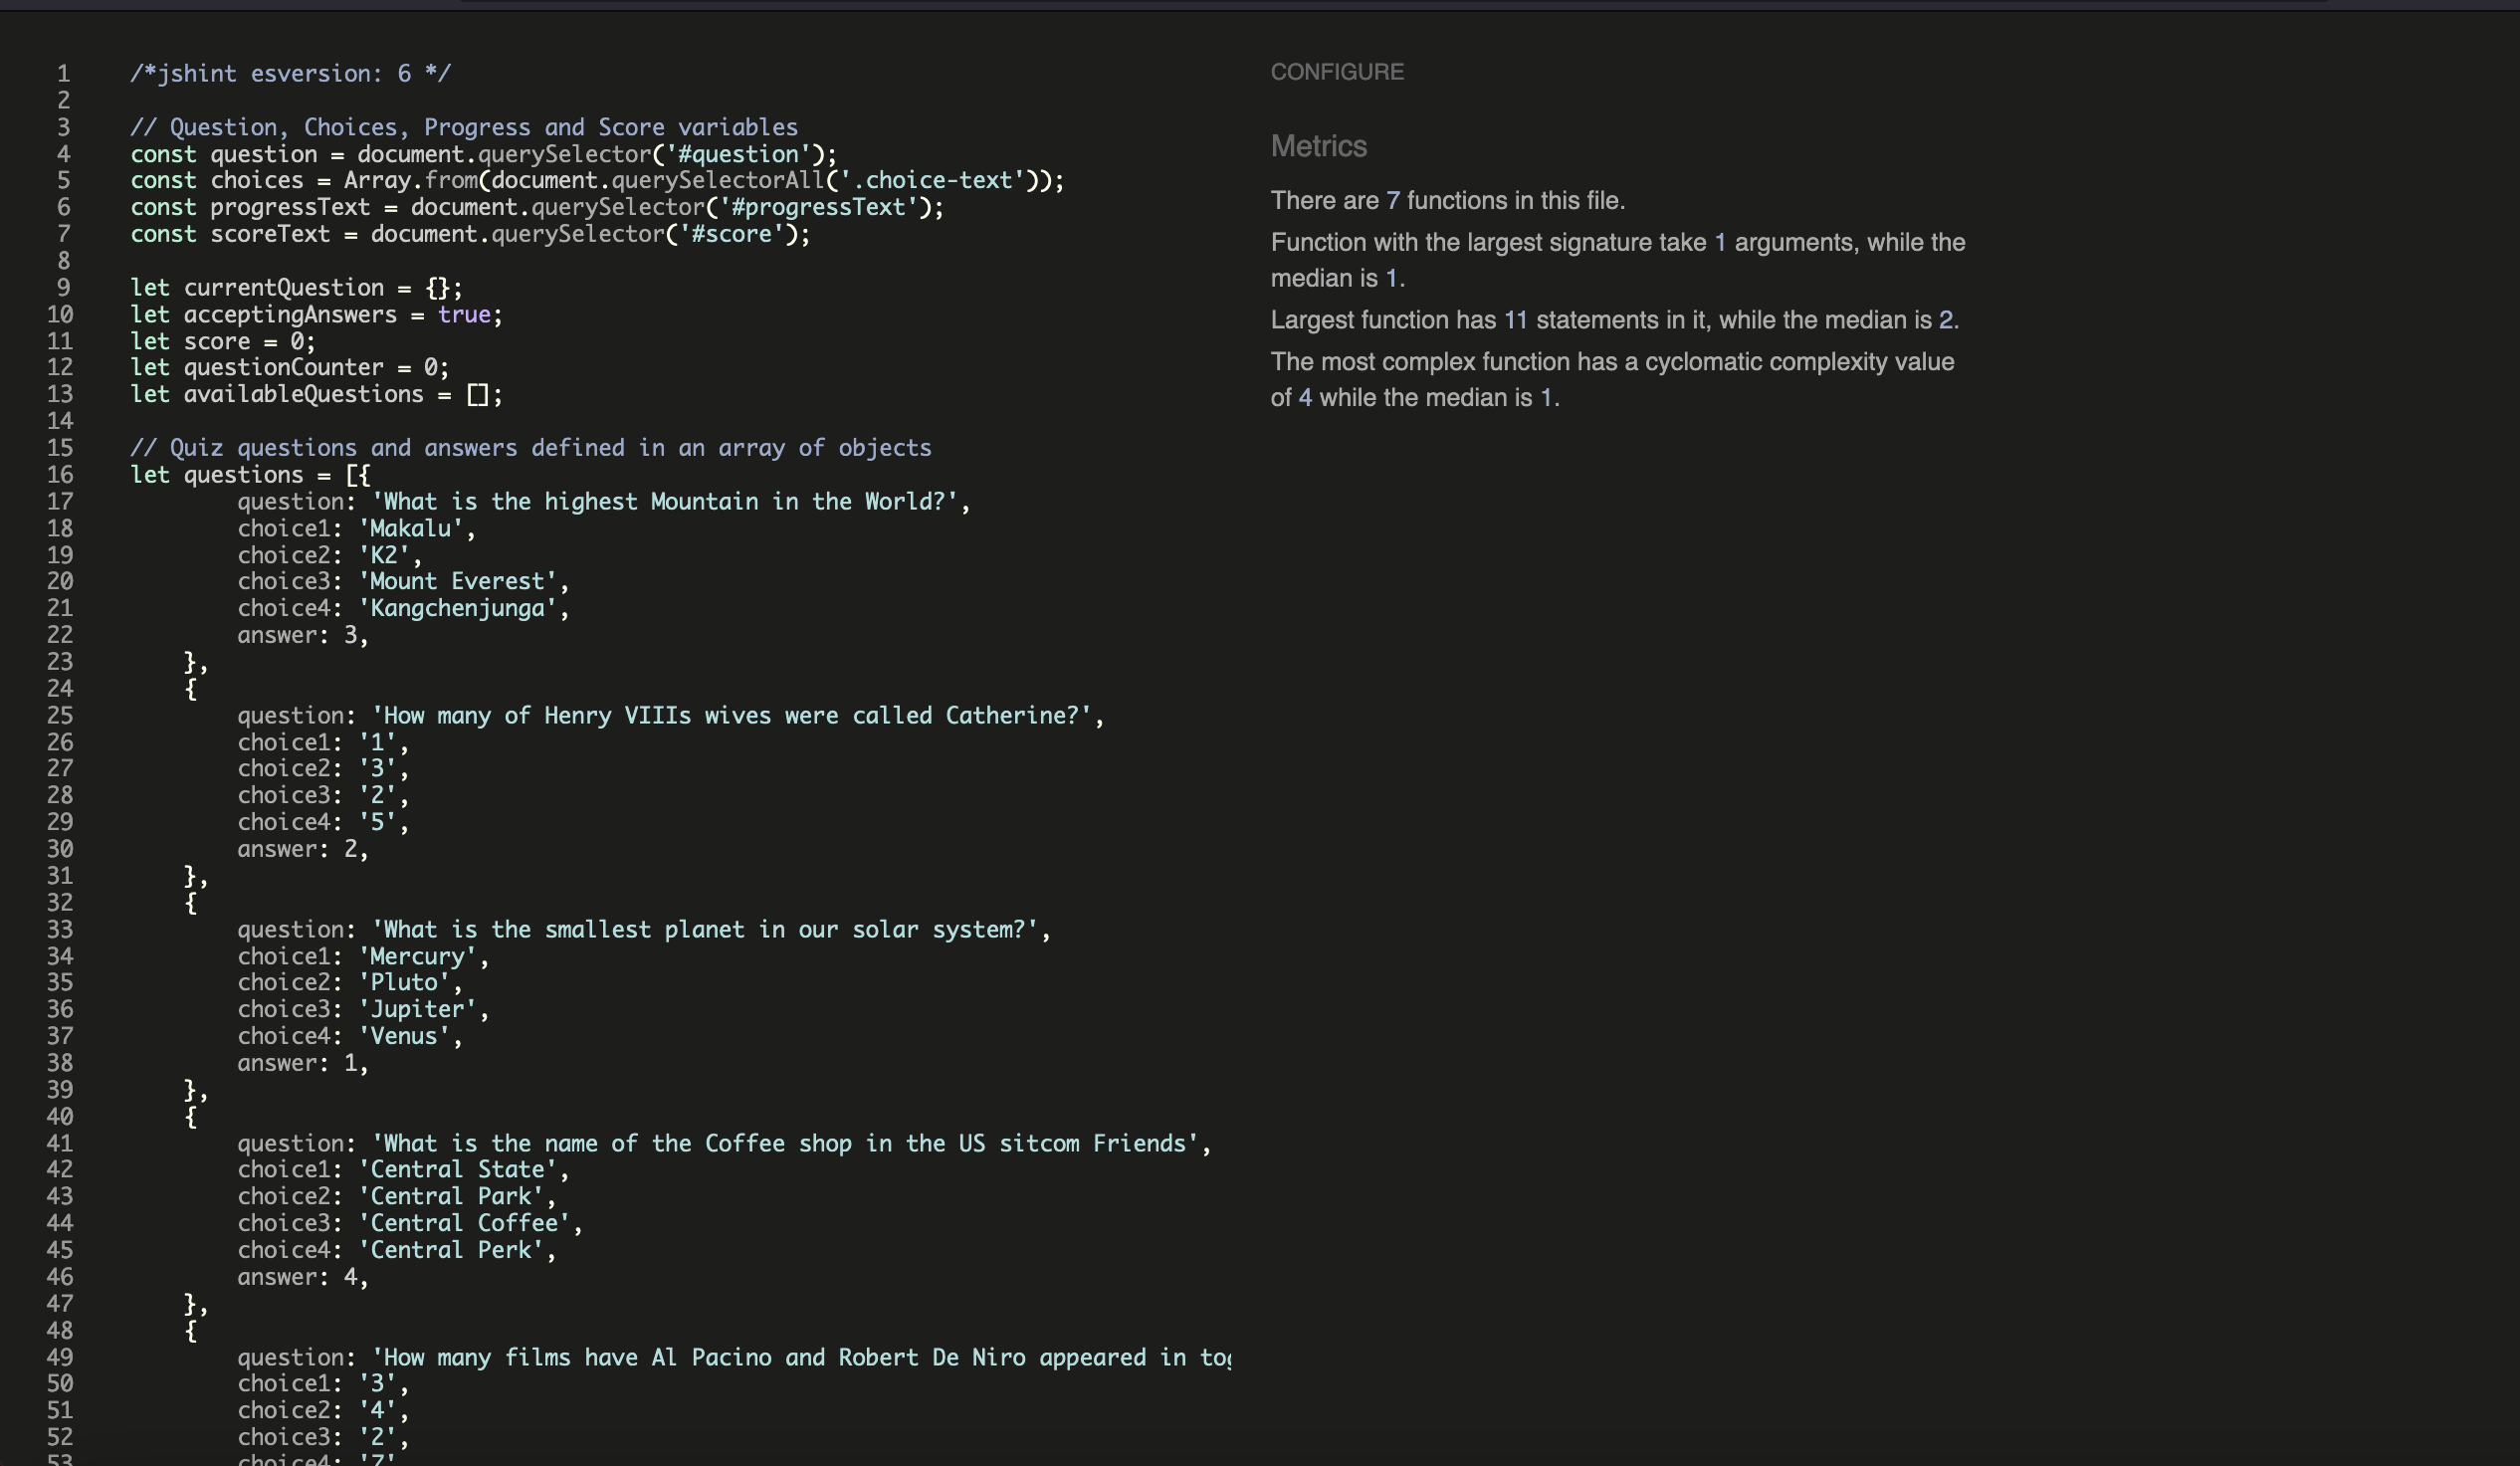 1 /*jshint esversion: 6 */
2
3 // Question, Choices, Progress and Score variables
4 const question = document.querySelector('#question');
5 const choices = Array.from(document.querySelectorAll('.choice-text'));
6 const progressText = document.querySelector('#progressText');
7 const scoreText = document.querySelector('#score');
8
9 let currentQuestion = {};
10 let acceptingAnswers = true;
11 let score = 0;
12 let questionCounter = 0;
13 let availableQuestions = [];
14
15 // Quiz questions and answers defined in an array of objects
16 let questions = [{
17 question: 'What is the highest Mountain in the World?',
18 choice1: 'Makalu',
19 choice2: 'K2',
20 choice3: 'Mount Everest',
21 choice4: 'Kangchenjunga',
22 answer: 3,
23 },
24 {
25 question: 'How many of Henry VIIIs wives were called Catherine?',
26 choice1: '1',
27 choice2: '3',
28 choice3: '2',
29 choice4: '5',
30 answer: 2,
31 },
32 {
33 question: 'What is the smallest planet in our solar system?',
34 choice1: 'Mercury',
35 choice2: 'Pluto',
36 choice3: 'Jupiter',
37 choice4: 'Venus',
38 answer: 1,
39 },
40 {
41 question: 'What is the name of the Coffee shop in the US sitcom Friends',
42 choice1: 'Central State',
43 choice2: 'Central Park',
44 choice3: 'Central Coffee',
45 choice4: 'Central Perk',
46 answer: 4,
47 },
48 {
49 question: 'How many films have Al Pacino and Robert De Niro appeared in
50 choice1: '3',
51 choice2: '4',
52 choice3: '2',
53 choice4: '7'
CONFIGURE
Metrics
There are 7 functions in this file.
Function with the largest signature take 1 arguments, while the
median is 1.
Largest function has 11 statements in it, while the median is 2.
The most complex function has a cyclomatic complexity value
of 4 while the median is 1.